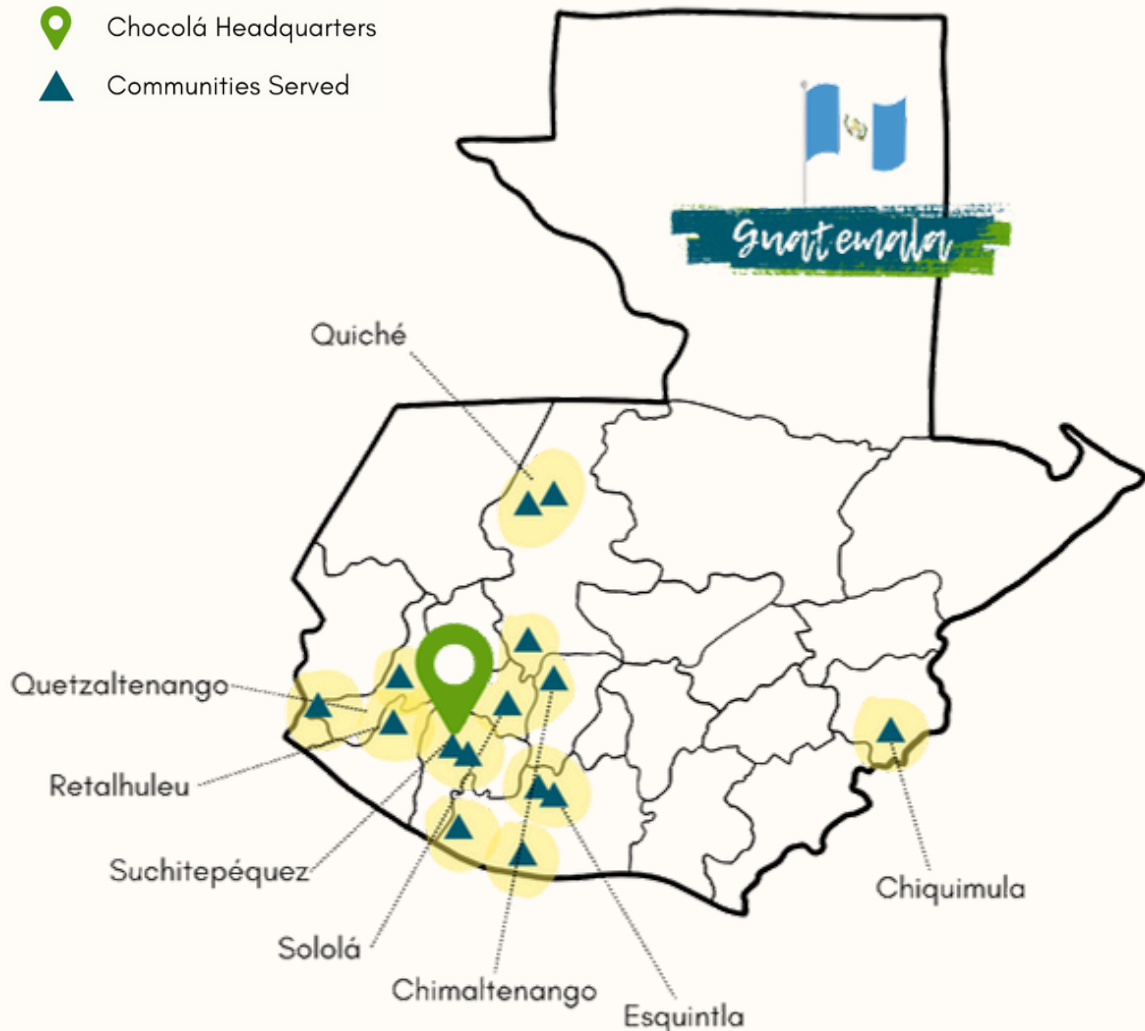 Chocolá Headquarters
Communities Served
Guatemala
Quiché
Quetzaltenango
Retalhuleu
Suchitepéquez
Chiquimula
Sololá
Chimaltenango
Esquintla